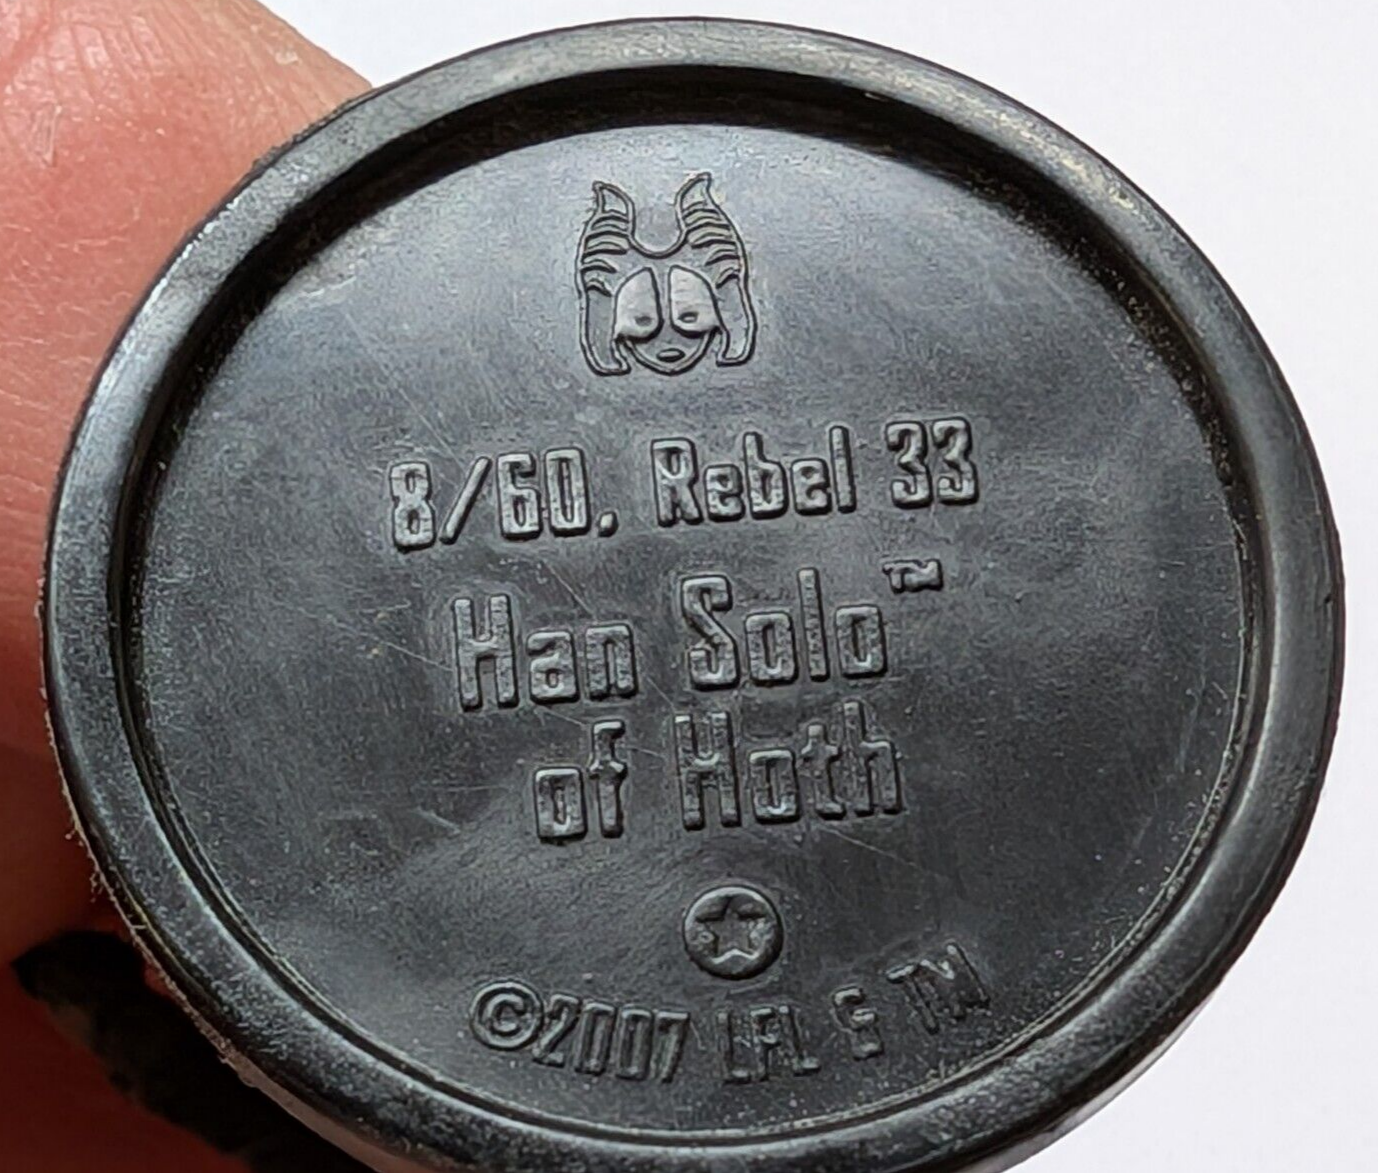 8/60, Rebel 33
Han Solo™
of Hoth
©2007 LFL & TM